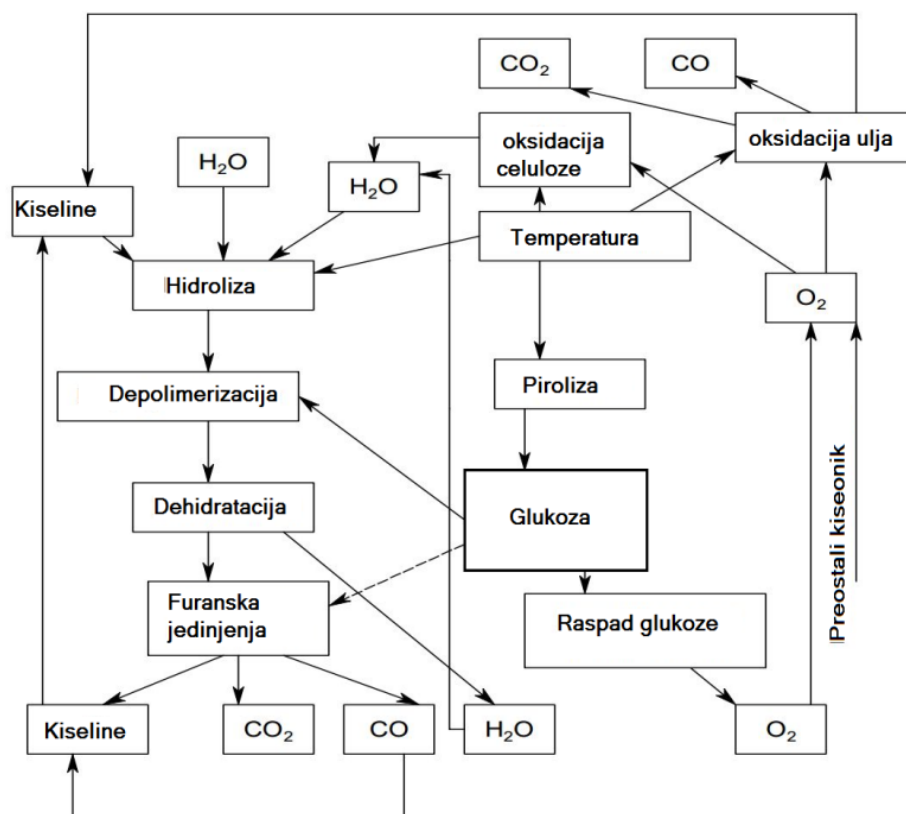 CO₂
CO
oksidacija
celuloze
oksidacija ulja
H₂O
H₂O
Kiseline
Temperatura
Hidroliza
O₂
Piroliza
Depolimerizacija
Dehidratacija
Glukoza
Preostali kiseonik
Furanska
jedinjenja
Raspad glukoze
Kiseline
CO₂
CO
H₂O
O₂